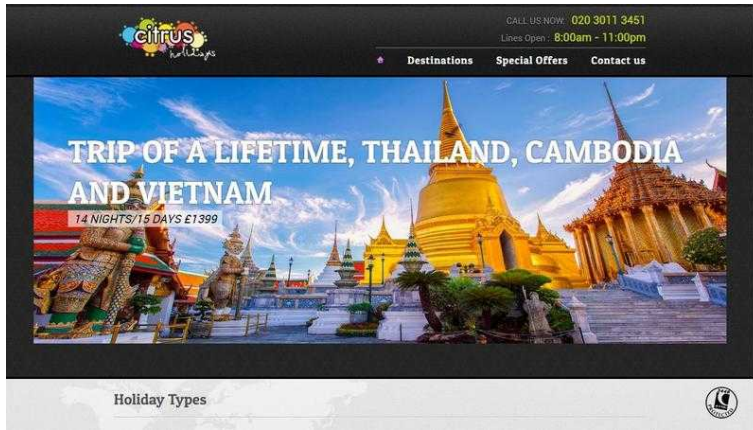 citrus
holidays
CALL US NOW: 020 3011 3451
Lines Open : 8:00am - 11:00pm
Destinations Special Offers Contact us
TRIP OF A LIFETIME, THAILAND, CAMBODIA
AND VIETNAM
14 NIGHTS/15 DAYS £1399
Holiday Types
PROTECTED